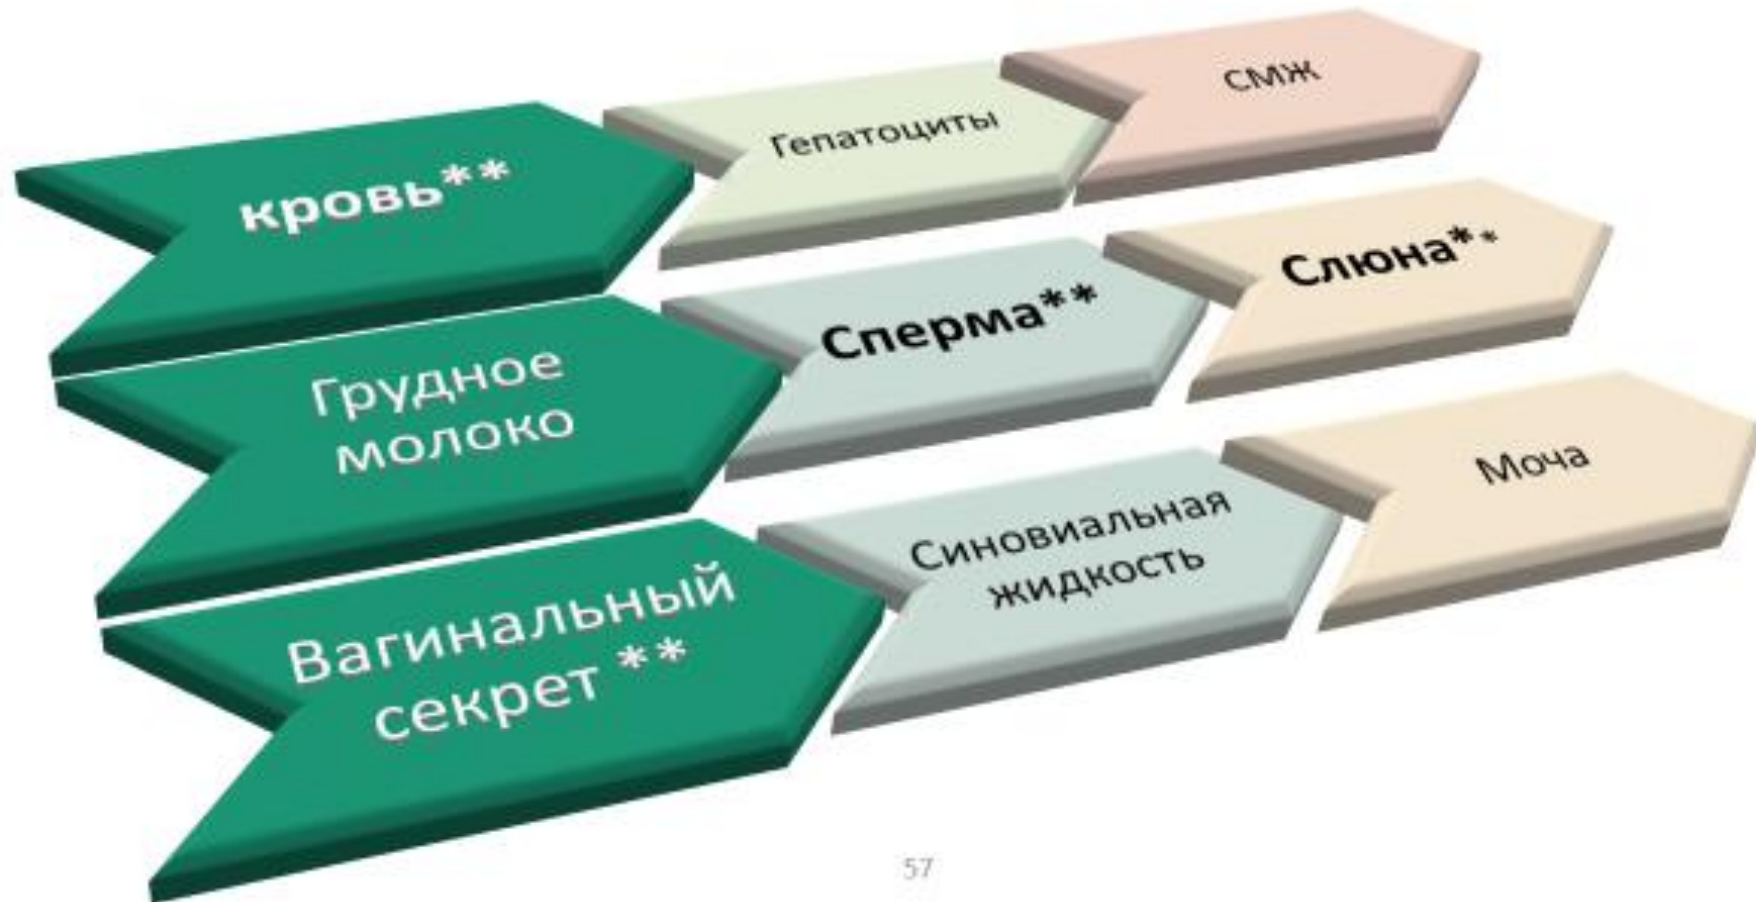 кровь**
Гепатоциты
СМЖ
Грудное
молоко
Сперма**
Слюна**
Вагинальный
секрет **
Синовиальная
жидкость
Моча
57